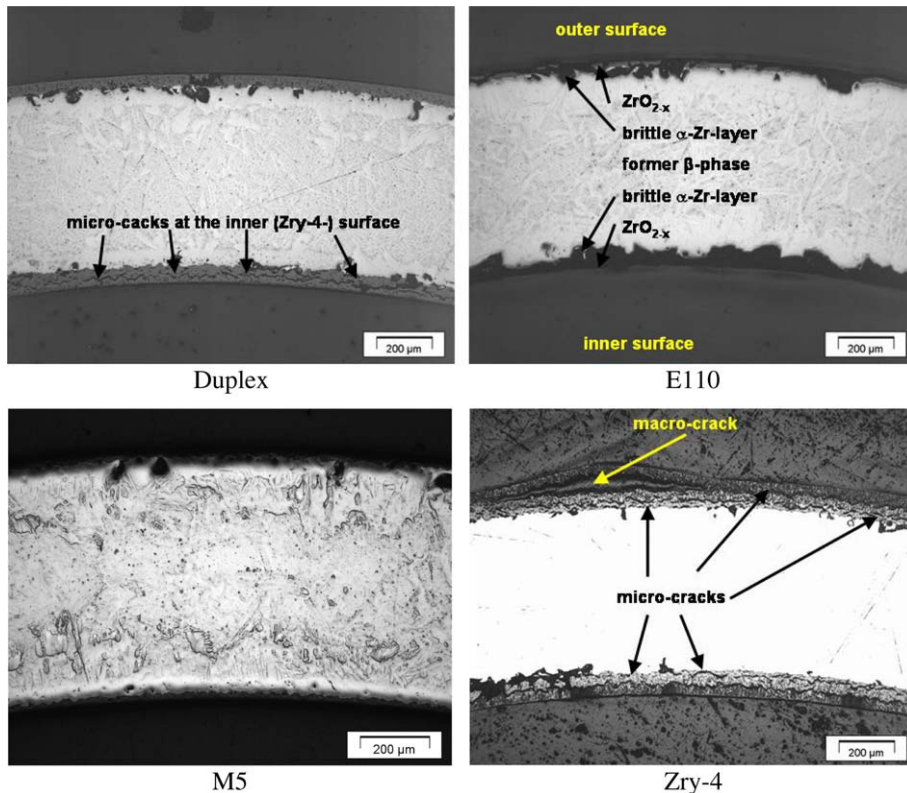 micro-cacks at the inner (Zry-4-) surface
200 µm
Duplex
outer surface
ZrO2-x
brittle α-Zr-layer
former β-phase
brittle α-Zr-layer
ZrO2-x
inner surface
200 µm
E110
200 µm
M5
macro-crack
micro-cracks
200 µm
Zry-4